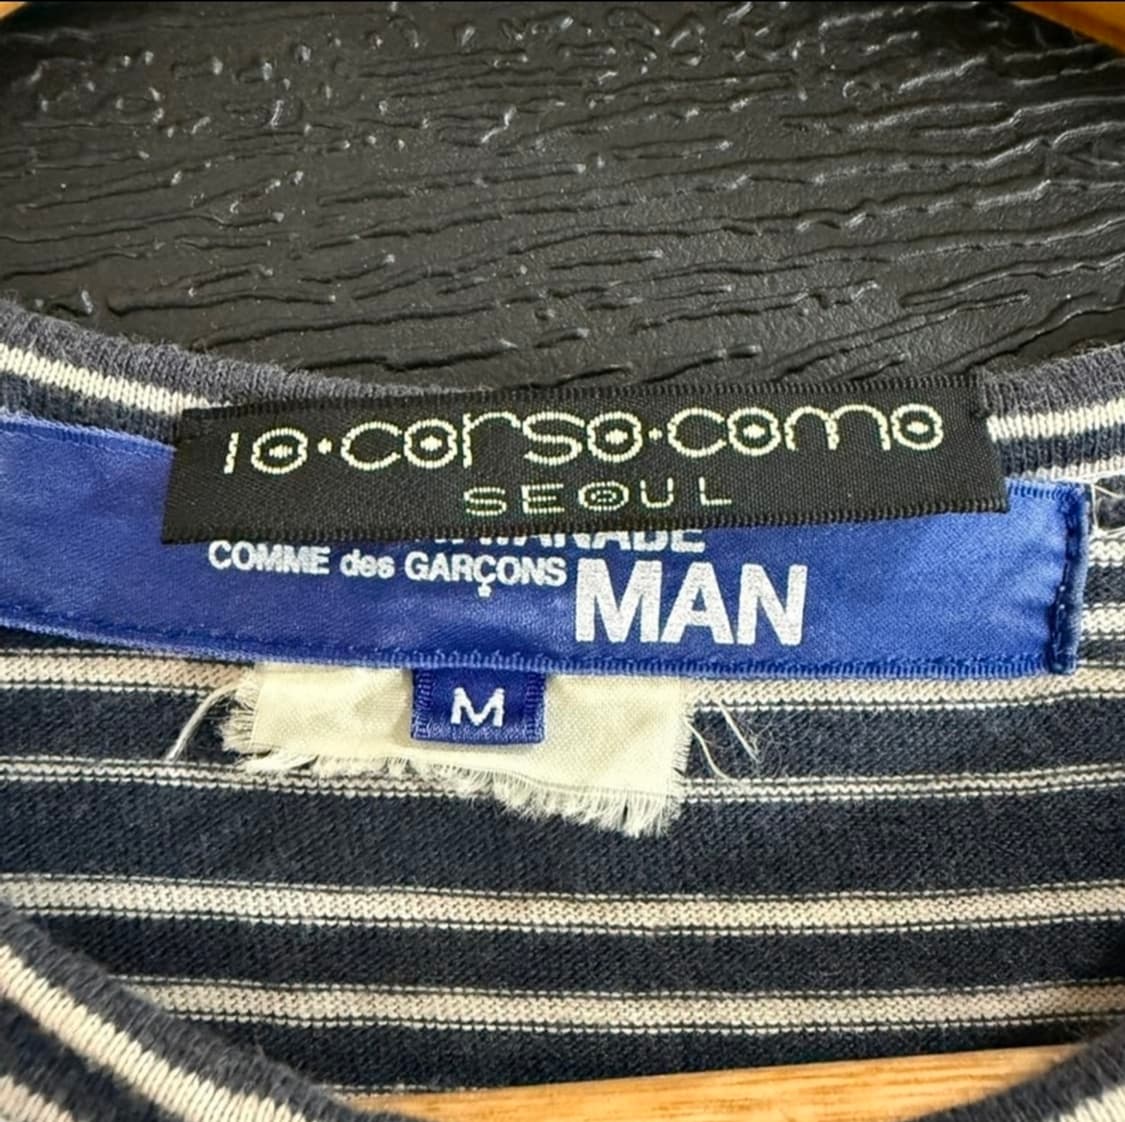 10·corso·como
SEOUL
COMME des GARÇONS MAN
M